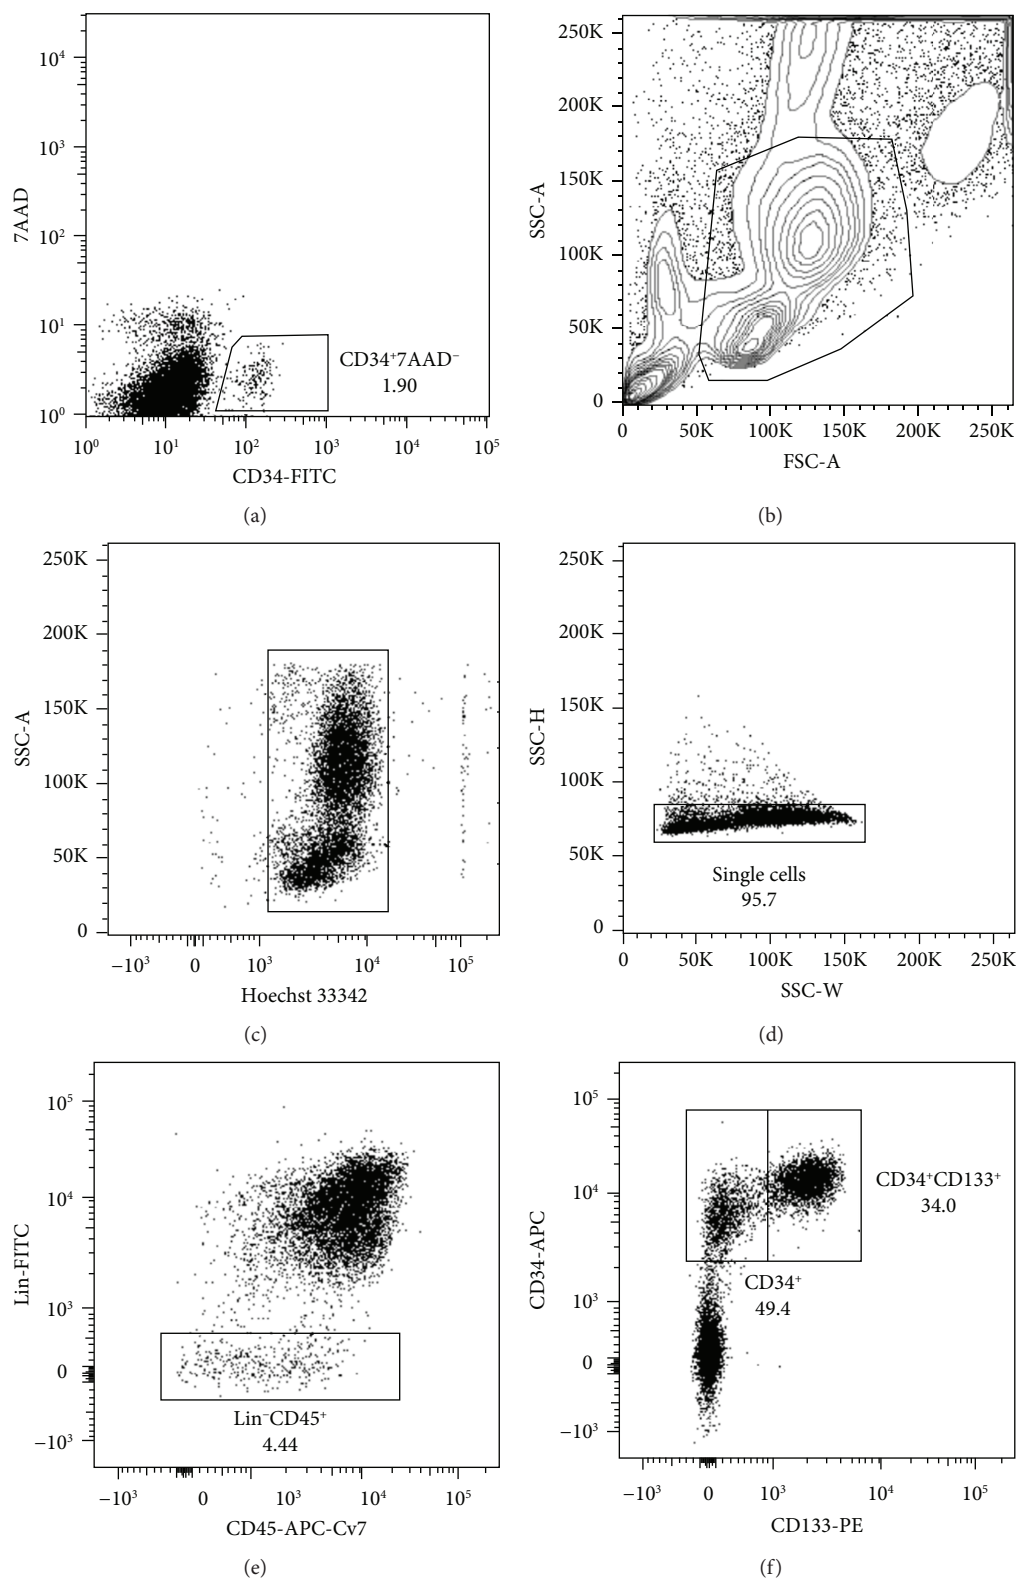 10⁴
10³
10²
10¹
10⁰
7AAD
CD34⁺7AAD⁻
1.90
10⁰ 10¹ 10² 10³ 10⁴ 10⁵
CD34-FITC
(a)
250K
200K
150K
100K
50K
0
SSC-A
0 50K 100K 150K 200K 250K
FSC-A
(b)
250K
200K
150K
100K
50K
0
SSC-A
−10³ 0 10³ 10⁴ 10⁵
Hoechst 33342
(c)
250K
200K
150K
100K
50K
0
SSC-H
Single cells
95.7
0 50K 100K 150K 200K 250K
SSC-W
(d)
10⁵
10⁴
10³
0
−10³
Lin-FITC
Lin⁻CD45⁺
4.44
−10³ 0 10³ 10⁴ 10⁵
CD45-APC-Cv7
(e)
10⁵
10⁴
10³
0
−10³
CD34-APC
CD34⁺CD133⁺
34.0
CD34⁺
49.4
−10³ 0 10³ 10⁴ 10⁵
CD133-PE
(f)